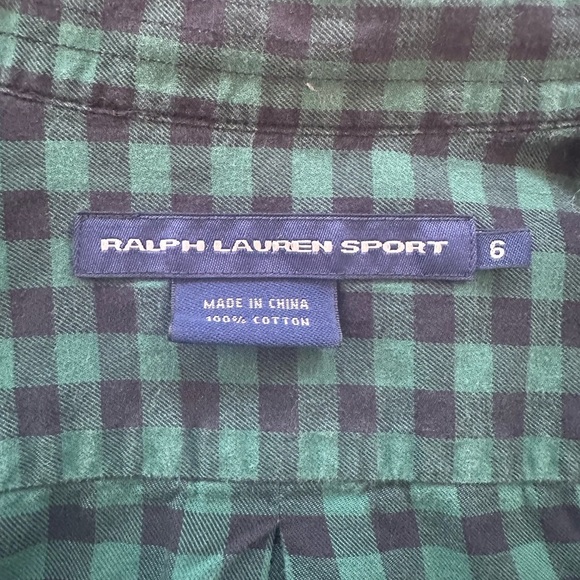 RALPH LAUREN SPORT 6
MADE IN CHINA
100% COTTON